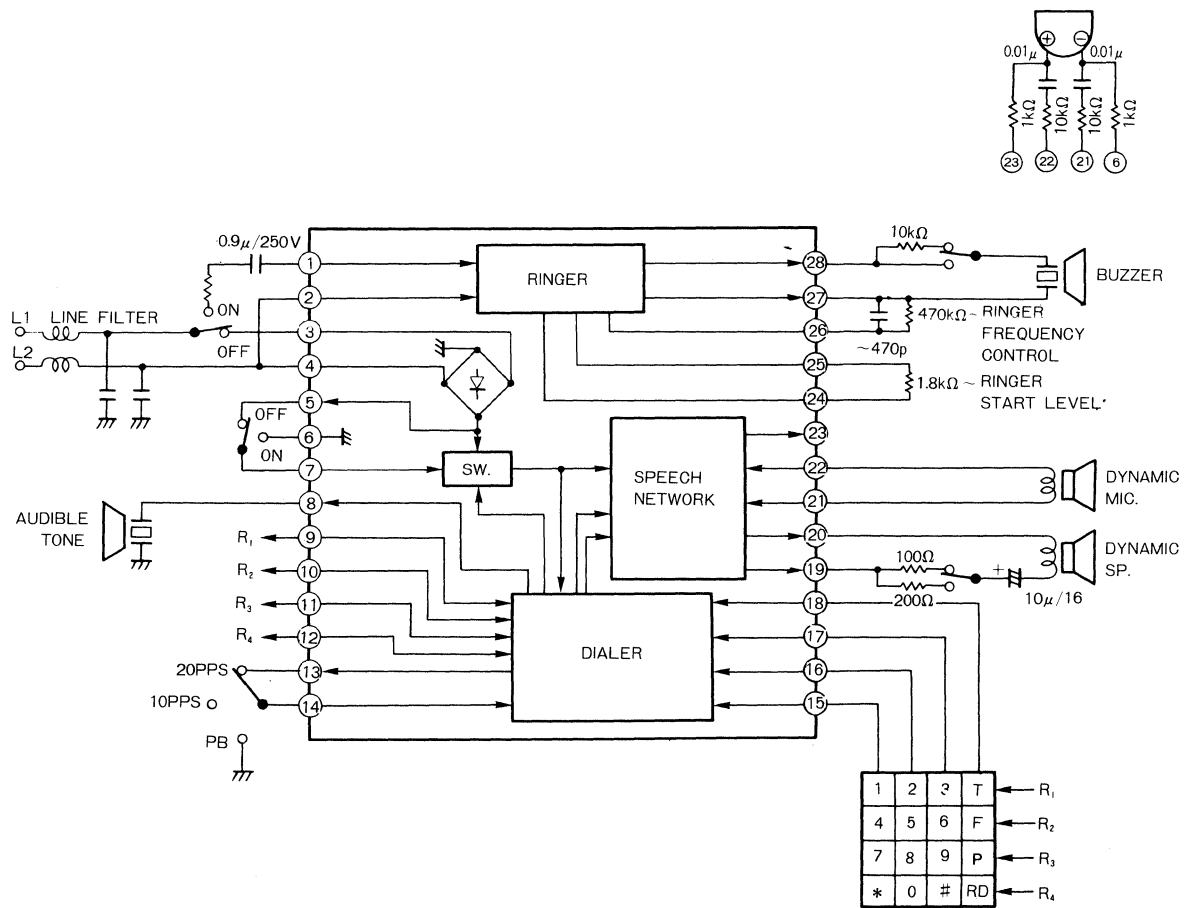 + −
0.01μ 0.01μ
1kΩ 10kΩ 10kΩ 1kΩ
23 22 21 6
0.9μ/250V
L1 LINE FILTER
ON
OFF
L2
OFF
ON
AUDIBLE
TONE
R₁
R₂
R₃
R₄
20PPS
10PPS
PB
1
2
3
4
5
6
7
8
9
10
11
12
13
14
RINGER
SW.
SPEECH
NETWORK
DIALER
28
27
26
25
24
23
22
21
20
19
18
17
16
15
10kΩ
BUZZER
470kΩ~ RINGER
FREQUENCY
CONTROL
~470p
1.8kΩ~ RINGER
START LEVEL
DYNAMIC
MIC.
DYNAMIC
SP.
100Ω
200Ω
+
10μ/16
1 2 3 T R₁
4 5 6 F R₂
7 8 9 P R₃
* 0 # RD R₄